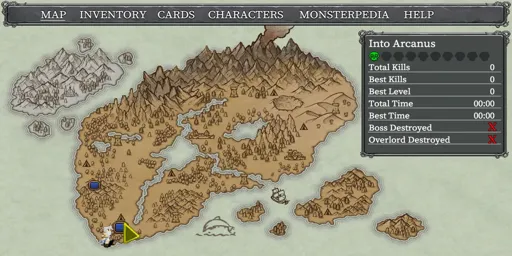 MAP INVENTORY CARDS CHARACTERS MONSTERPEDIA HELP
Into Arcanus
Total Kills 0
Best Kills 0
Best Level 0
Total Time 00:00
Best Time 00:00
Boss Destroyed X
Overlord Destroyed X